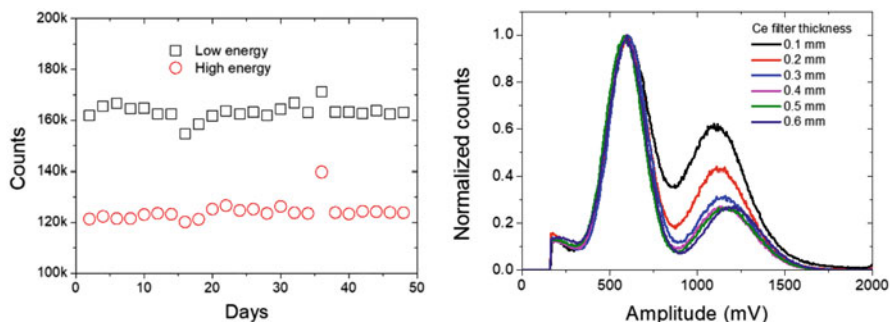 200k
180k
160k
140k
120k
100k
Counts
Low energy
High energy
0 10 20 30 40 50
Days
1.0
0.8
0.6
0.4
0.2
0.0
Normalized counts
Ce filter thickness
0.1 mm
0.2 mm
0.3 mm
0.4 mm
0.5 mm
0.6 mm
0 500 1000 1500 2000
Amplitude (mV)